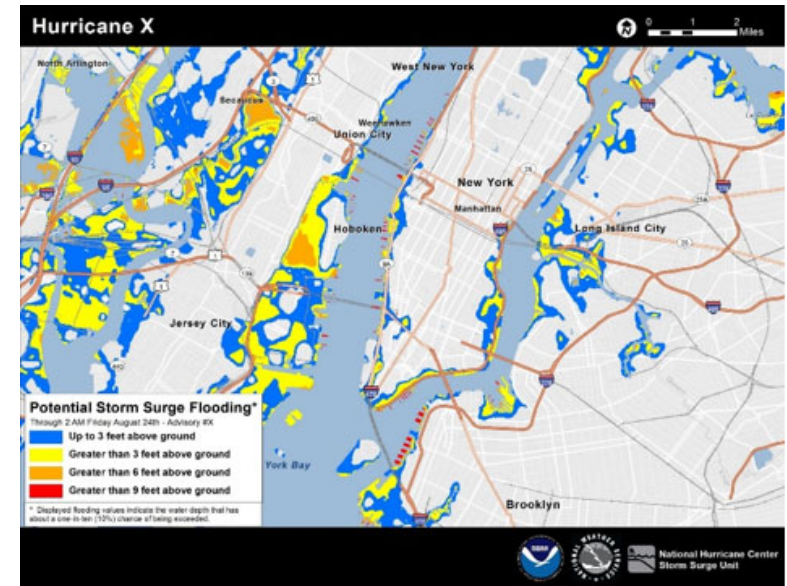 Hurricane X
N
0 1 2
Miles
North Arlington
West New York
Secaucus
Weehawken
Union City
New York
Manhattan
Hoboken
Long Island City
Jersey City
Potential Storm Surge Flooding*
Through 2 AM Friday August 24th - Advisory #X
Up to 3 feet above ground
Greater than 3 feet above ground
Greater than 6 feet above ground
Greater than 9 feet above ground
* Displayed flooding values indicate the water depth that has
about a one-in-ten (10%) chance of being exceeded.
York Bay
Brooklyn
NOAA
National Hurricane Center
Storm Surge Unit